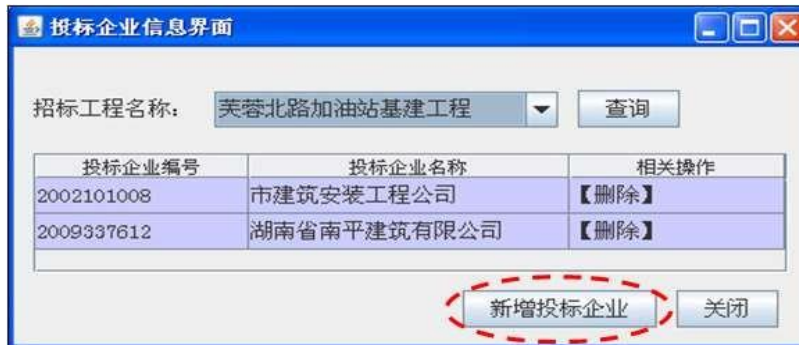 投标企业信息界面
招标工程名称: 芙蓉北路加油站基建工程 查询
投标企业编号 投标企业名称 相关操作
2002101008 市建筑安装工程公司 【删除】
2009337612 湖南省南平建筑有限公司 【删除】
新增投标企业 关闭